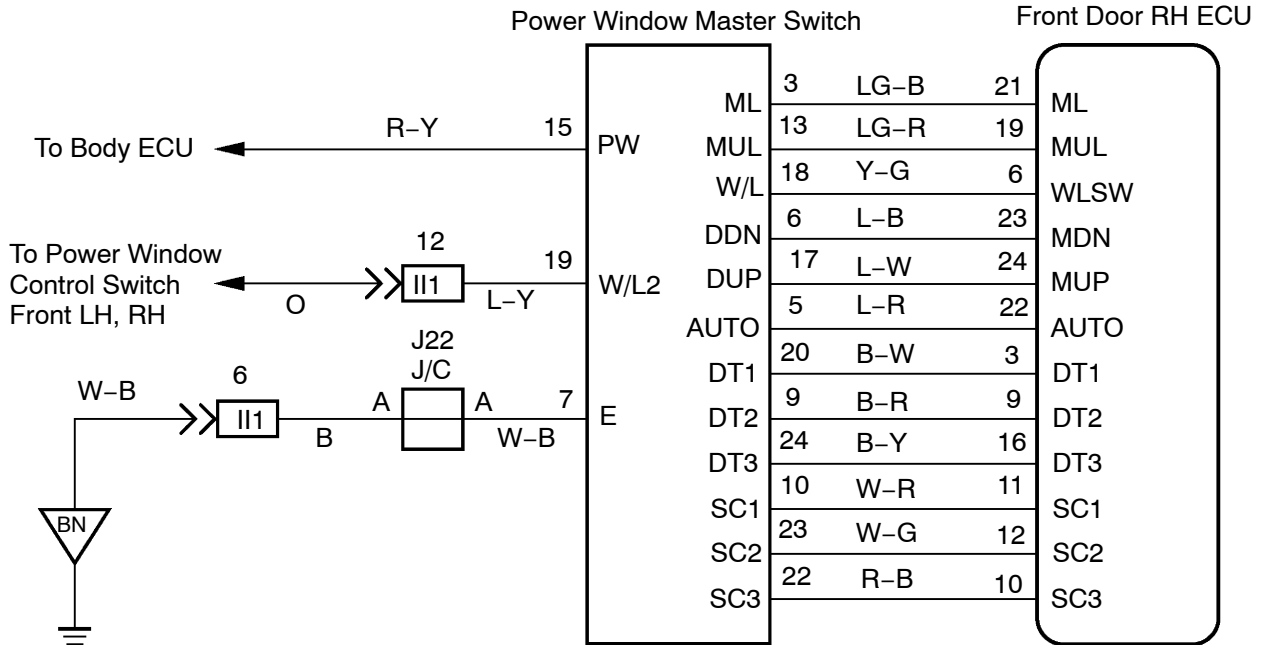 Power Window Master Switch
Front Door RH ECU
3 LG−B 21
ML ML
R−Y 15 PW
To Body ECU
13 LG−R 19
MUL MUL
18 Y−G 6
W/L WLSW
6 L−B 23
DDN MDN
To Power Window
Control Switch
Front LH, RH
O
12
II1
L−Y
19
W/L2
17 L−W 24
DUP MUP
5 L−R 22
AUTO AUTO
20 B−W 3
DT1 DT1
W−B
6
II1
B
J22
J/C
A A
W−B
7
E
9 B−R 9
DT2 DT2
24 B−Y 16
DT3 DT3
10 W−R 11
SC1 SC1
BN
23 W−G 12
SC2 SC2
22 R−B 10
SC3 SC3